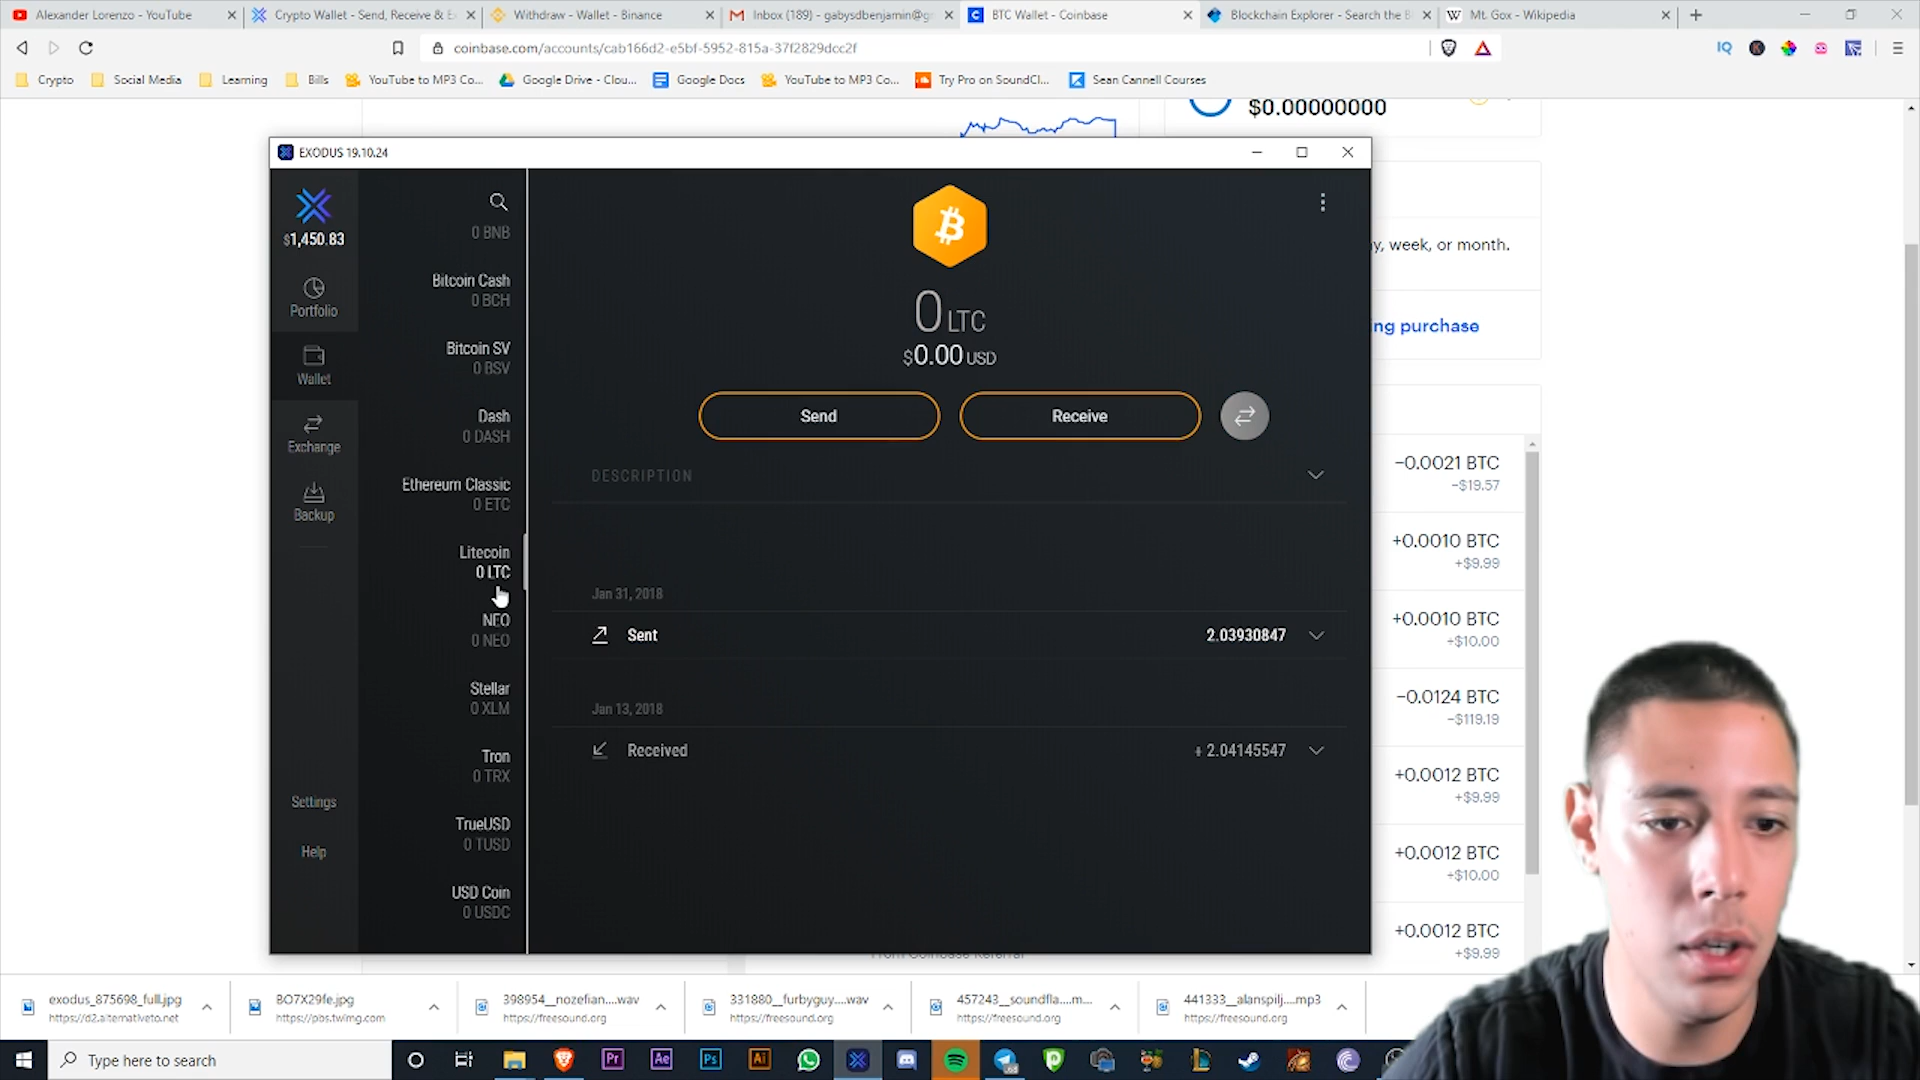 Alexander Lorenzo - YouTube
Crypto Wallet - Send, Receive & E
Withdraw - Wallet - Binance
Inbox (189) - gabysdbenjamin@g
BTC Wallet - Coinbase
Blockchain Explorer - Search the B
Mt. Gox - Wikipedia
coinbase.com/accounts/cab166d2-e5bf-5952-815a-37f2829dcc2f
Crypto
Social Media
Learning
Bills
YouTube to MP3 Co...
Google Drive - Clou...
Google Docs
YouTube to MP3 Co...
Try Pro on SoundCl...
Sean Cannell Courses
$0.00000000
EXODUS 19.10.24
$1,450.83
Portfolio
Wallet
Exchange
Backup
Settings
Help
0 BNB
Bitcoin Cash
0 BCH
Bitcoin SV
0 BSV
Dash
0 DASH
Ethereum Classic
0 ETC
Litecoin
0 LTC
NEO
0 NEO
Stellar
0 XLM
Tron
0 TRX
TrueUSD
0 TUSD
USD Coin
0 USDC
0 LTC
$0.00 USD
Send
Receive
DESCRIPTION
Jan 31, 2018
Sent
2.03930847
Jan 13, 2018
Received
+ 2.04145547
y, week, or month.
ing purchase
-0.0021 BTC
-$19.57
+0.0010 BTC
+$9.99
+0.0010 BTC
+$10.00
-0.0124 BTC
-$119.19
+0.0012 BTC
+$9.99
+0.0012 BTC
+$10.00
+0.0012 BTC
+$9.99
From Coinbase Referral
exodus_875698_full.jpg
https://d2.alternativeto.net
BO7X29fe.jpg
https://pbs.twimg.com
398954__nozefian....wav
https://freesound.org
331880__furbyguy....wav
https://freesound.org
457243__soundfla....m...
https://freesound.org
441333__alanspilj....mp3
https://freesound.org
Type here to search
Pr
Ae
Ps
Ai